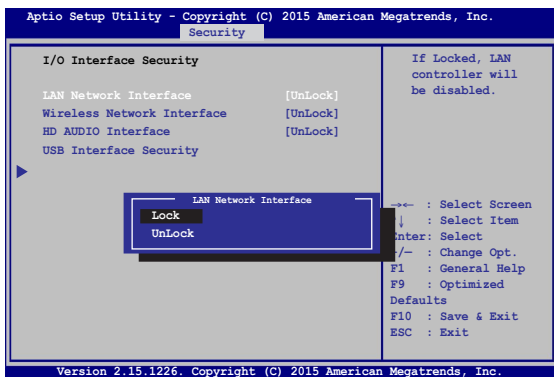 Aptio Setup Utility - Copyright (C) 2015 American Megatrends, Inc.
Security
I/O Interface Security
LAN Network Interface [UnLock]
Wireless Network Interface [UnLock]
HD AUDIO Interface [UnLock]
USB Interface Security
If Locked, LAN
controller will
be disabled.
LAN Network Interface
Lock
UnLock
→← : Select Screen
↓ : Select Item
Enter: Select
/— : Change Opt.
F1 : General Help
F9 : Optimized
Defaults
F10 : Save & Exit
ESC : Exit
Version 2.15.1226. Copyright (C) 2015 American Megatrends, Inc.